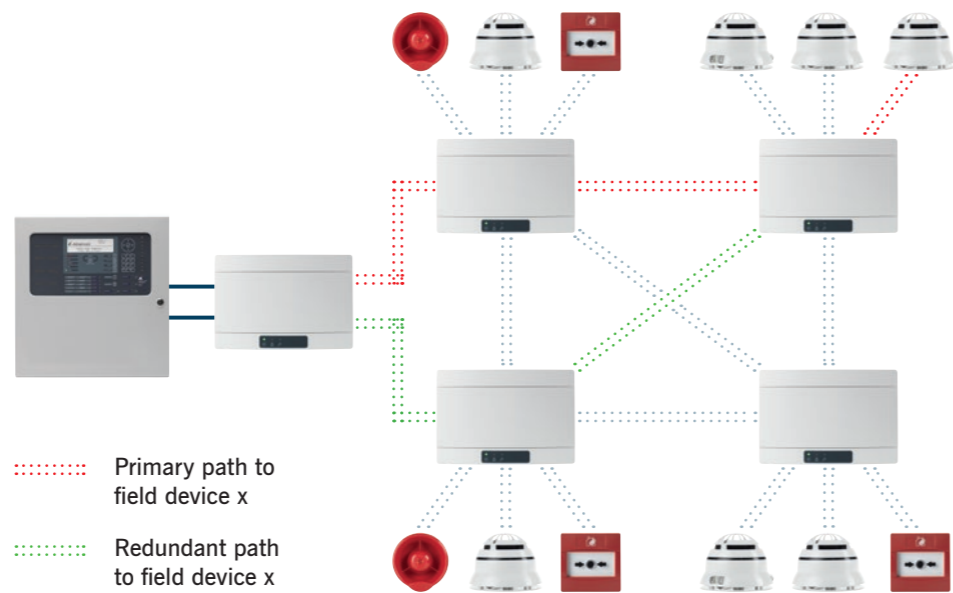 Primary path to
field device x
Redundant path
to field device x